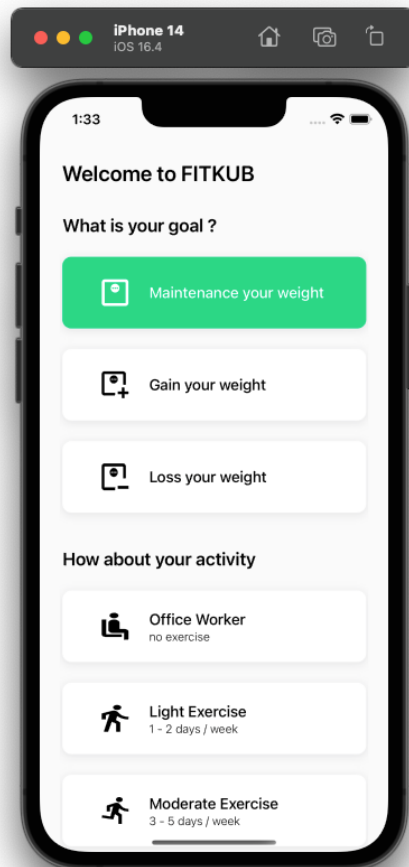 iPhone 14
iOS 16.4
1:33
Welcome to FITKUB
What is your goal ?
Maintenance your weight
Gain your weight
Loss your weight
How about your activity
Office Worker
no exercise
Light Exercise
1 - 2 days / week
Moderate Exercise
3 - 5 days / week